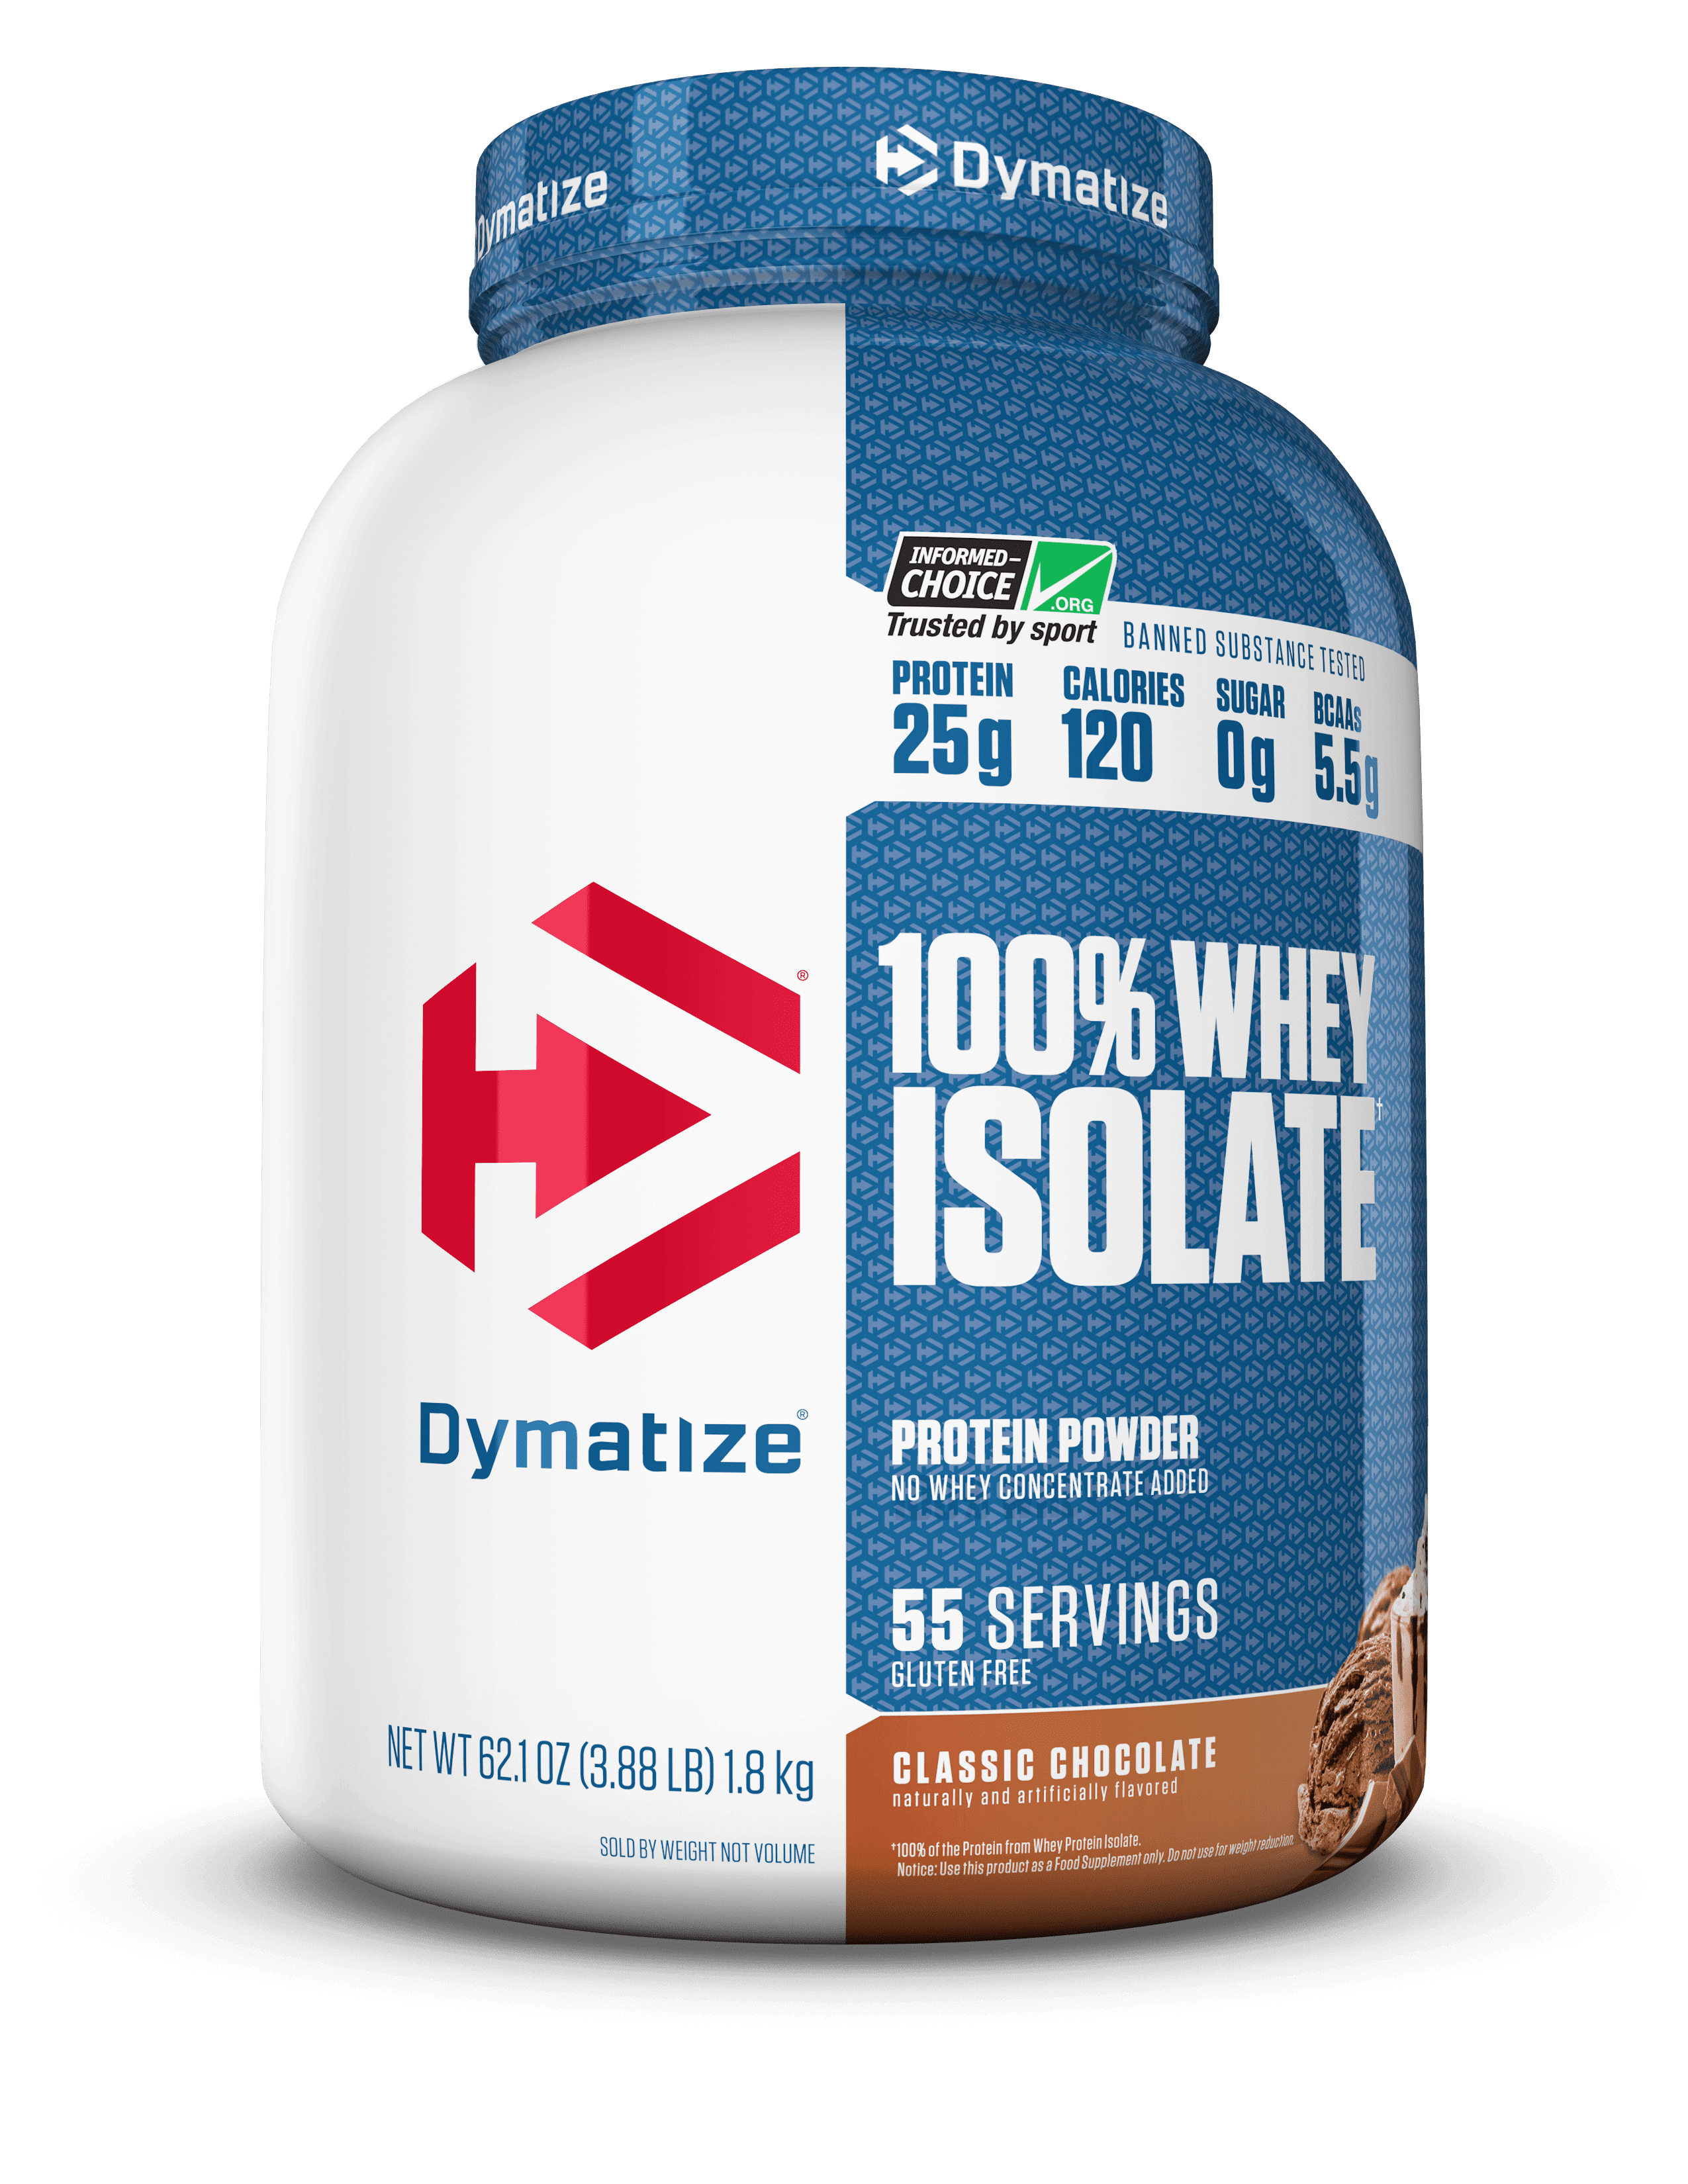 Dymatize
Dymatize
INFORMED–
CHOICE
.ORG
Trusted by sport
BANNED SUBSTANCE TESTED
PROTEIN
25g
CALORIES
120
SUGAR
0g
BCAAs
5.5g
100% WHEY
ISOLATE†
®
Dymatize®
PROTEIN POWDER
NO WHEY CONCENTRATE ADDED
55 SERVINGS
GLUTEN FREE
NET WT 62.1 OZ (3.88 LB) 1.8 kg
SOLD BY WEIGHT NOT VOLUME
CLASSIC CHOCOLATE
naturally and artificially flavored
†100% of the Protein from Whey Protein Isolate.
Notice: Use this product as a Food Supplement only. Do not use for weight reduction.